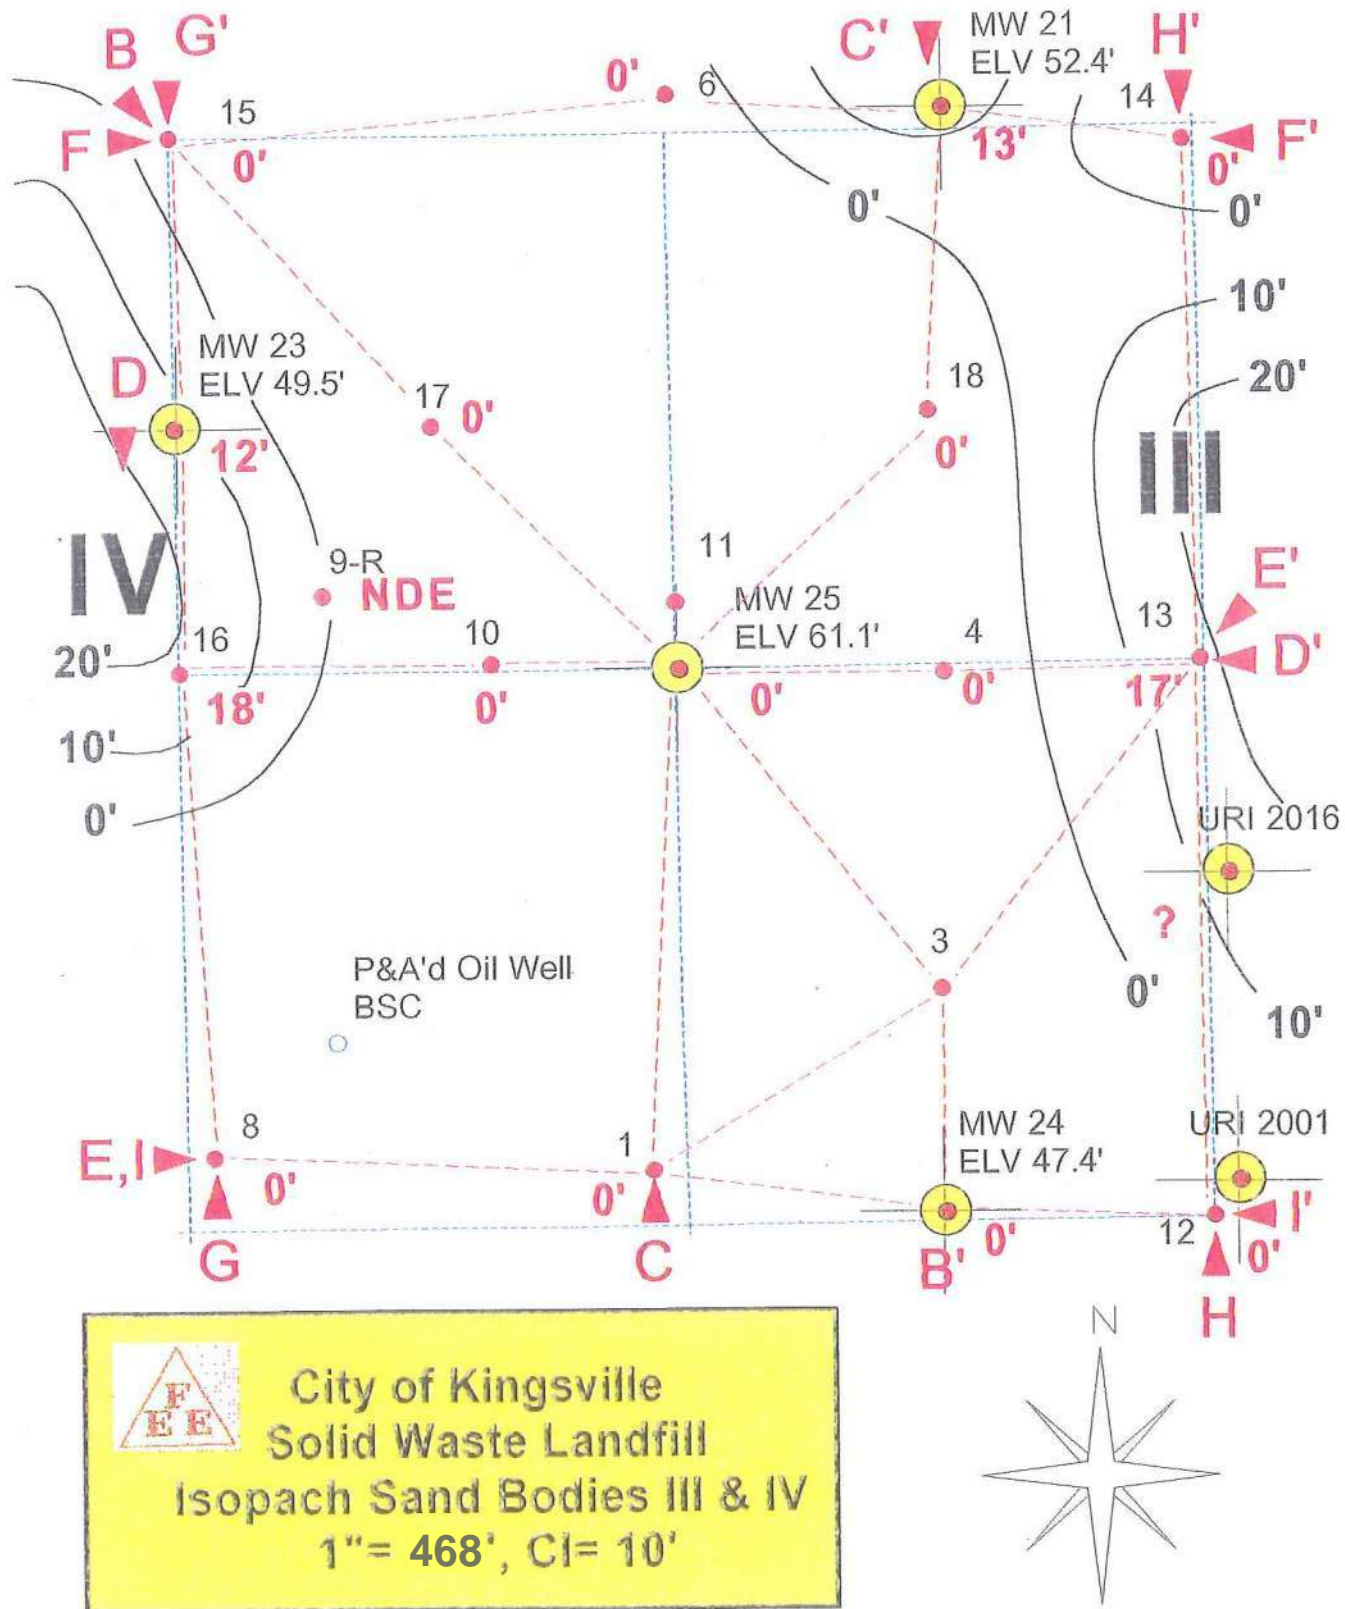 B
G'
C'
MW 21
ELV 52.4'
H'
0'
6
14
15
F
0'
13'
F'
0'
0'
0'
10'
MW 23
ELV 49.5'
D
20'
17
0'
18
12'
0'
III
IV
9-R
NDE
11
MW 25
ELV 61.1'
E'
16
10
4
13
D'
20'
18'
0'
0'
0'
17'
10'
0'
URI 2016
?
3
P&A'd Oil Well
BSC
0'
10'
8
1
MW 24
ELV 47.4'
URI 2001
E,I
0'
0'
0'
12
I'
0'
G
C
B'
H
F
E E
City of Kingsville
Solid Waste Landfill
Isopach Sand Bodies III & IV
1"= 468', CI= 10'
N